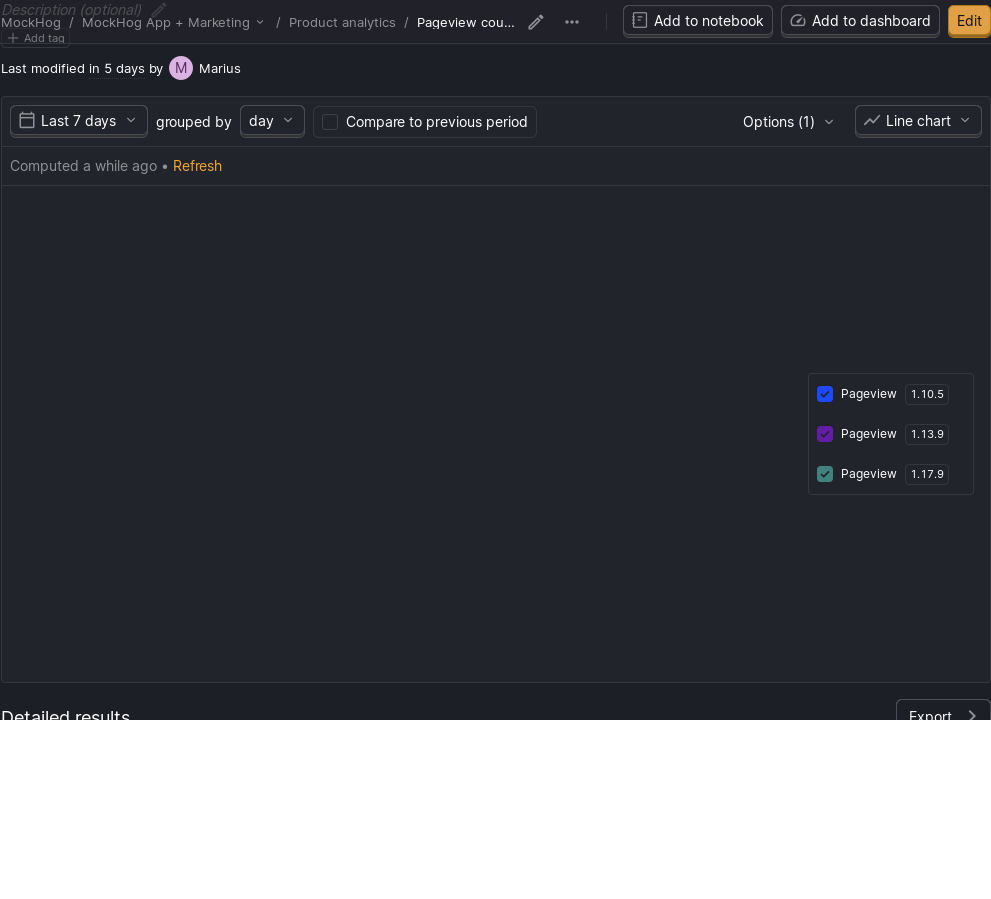 Description (optional)
MockHog / MockHog App + Marketing / Product analytics / Pageview cou... Add to notebook Add to dashboard Edit
Add tag
Last modified in 5 days by M Marius
Last 7 days grouped by day Compare to previous period Options (1) Line chart
Computed a while ago • Refresh
Pageview 1.10.5
Pageview 1.13.9
Pageview 1.17.9
Detailed results Export